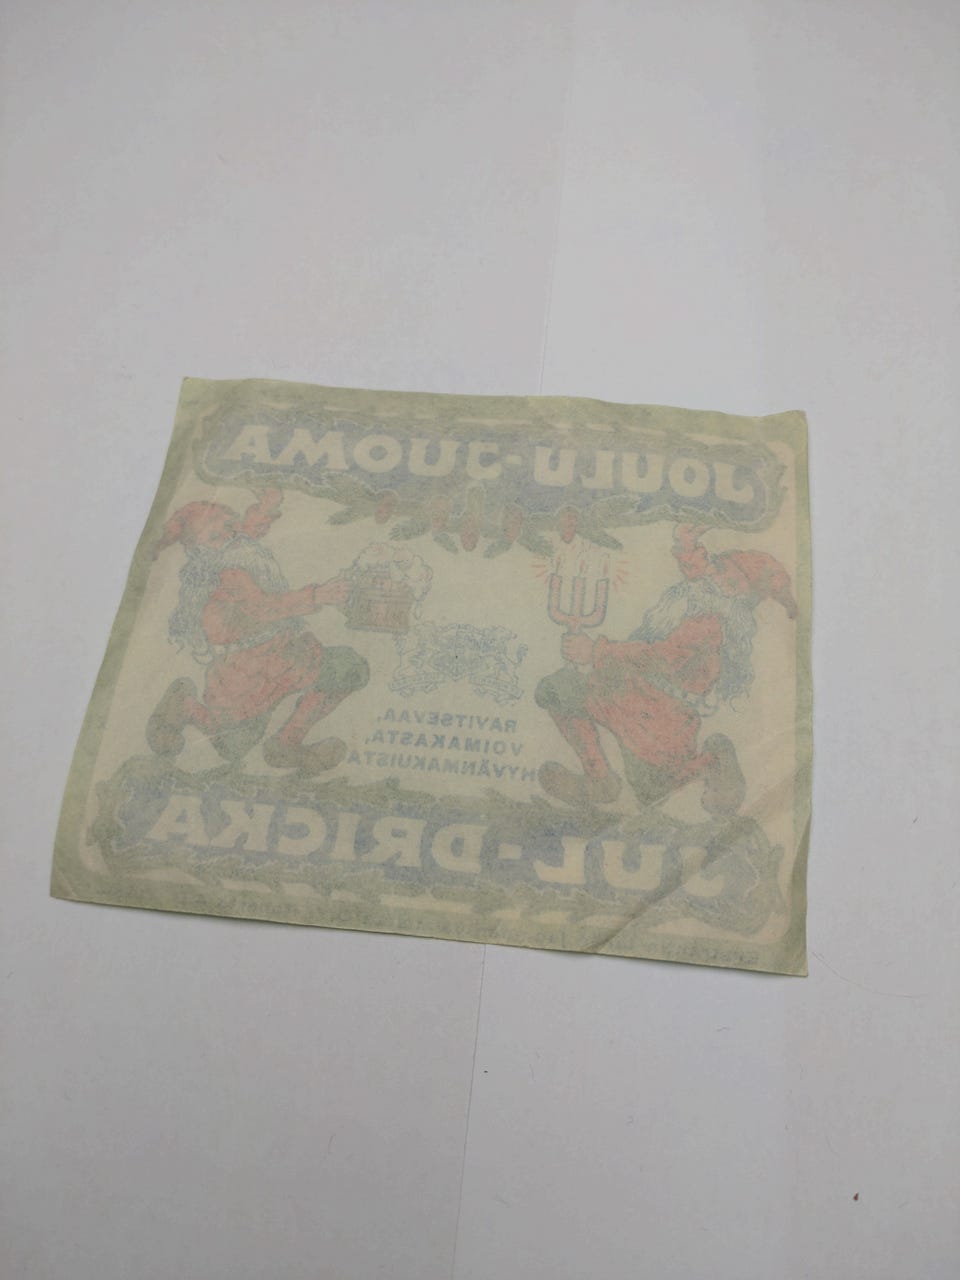 JOULU-JUOMA
RAVITSEVAA,
VOIMAKASTA,
HYVÄNMAKUISTA
JUL-DRICKA